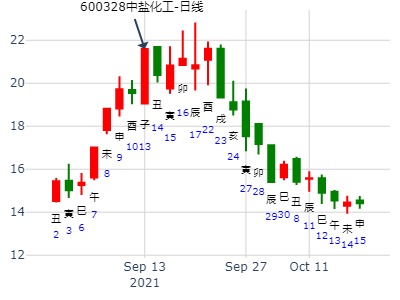 600328中盐化工-日线
22
20
18
16
14
12
丑 2
寅 3
巳 6
午 7
未 8
申 9
酉 10
子 13
丑 14
寅 15
卯 16
辰 17
酉 22
戌 23
亥 24
寅 27
卯 28
辰 29
巳 30
丑 8
辰 11
巳 12
午 13
未 14
申 15
Sep 13
2021
Sep 27
Oct 11